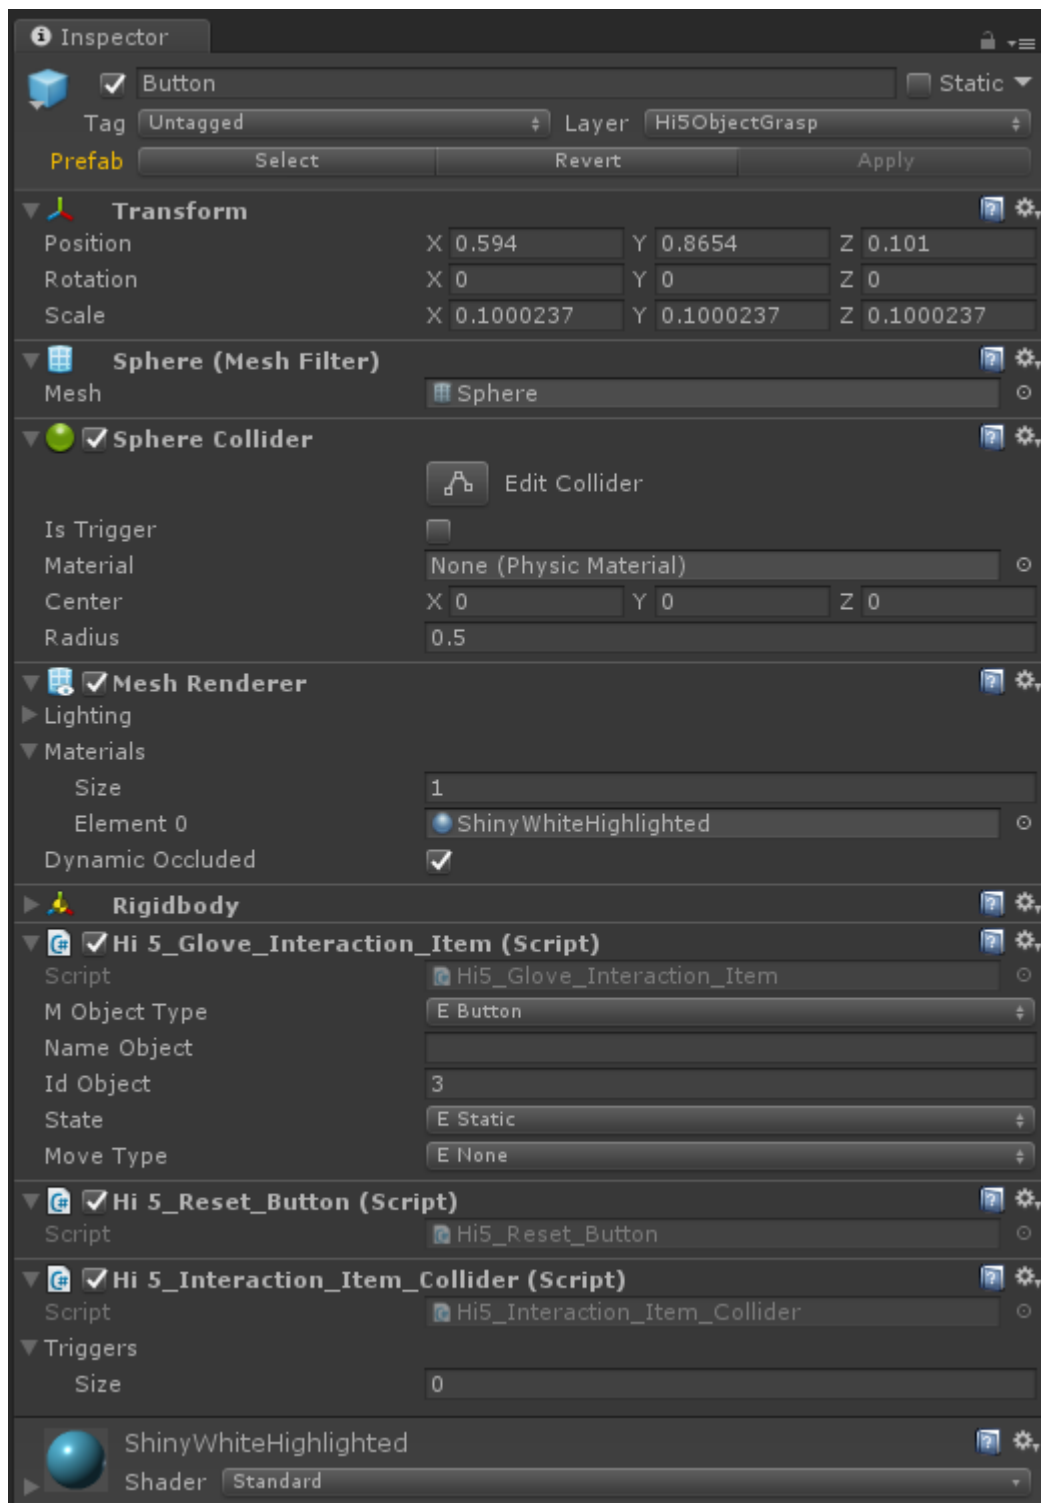 Inspector
Button Static
Tag Untagged Layer Hi5ObjectGrasp
Prefab Select Revert Apply
Transform
Position X 0.594 Y 0.8654 Z 0.101
Rotation X 0 Y 0 Z 0
Scale X 0.1000237 Y 0.1000237 Z 0.1000237
Sphere (Mesh Filter)
Mesh Sphere
Sphere Collider
Edit Collider
Is Trigger
Material None (Physic Material)
Center X 0 Y 0 Z 0
Radius 0.5
Mesh Renderer
Lighting
Materials
Size 1
Element 0 ShinyWhiteHighlighted
Dynamic Occluded
Rigidbody
Hi 5_Glove_Interaction_Item (Script)
Script Hi5_Glove_Interaction_Item
M Object Type E Button
Name Object
Id Object 3
State E Static
Move Type E None
Hi 5_Reset_Button (Script)
Script Hi5_Reset_Button
Hi 5_Interaction_Item_Collider (Script)
Script Hi5_Interaction_Item_Collider
Triggers
Size 0
ShinyWhiteHighlighted
Shader Standard